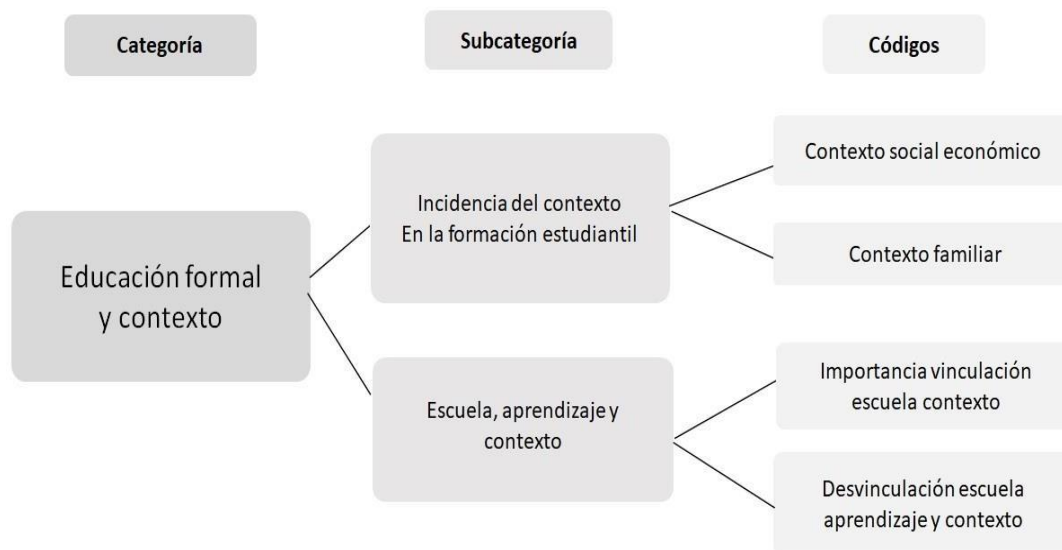 Categoría
Subcategoría
Códigos
Educación formal
y contexto
Incidencia del contexto
En la formación estudiantil
Escuela, aprendizaje y
contexto
Contexto social económico
Contexto familiar
Importancia vinculación
escuela contexto
Desvinculación escuela
aprendizaje y contexto